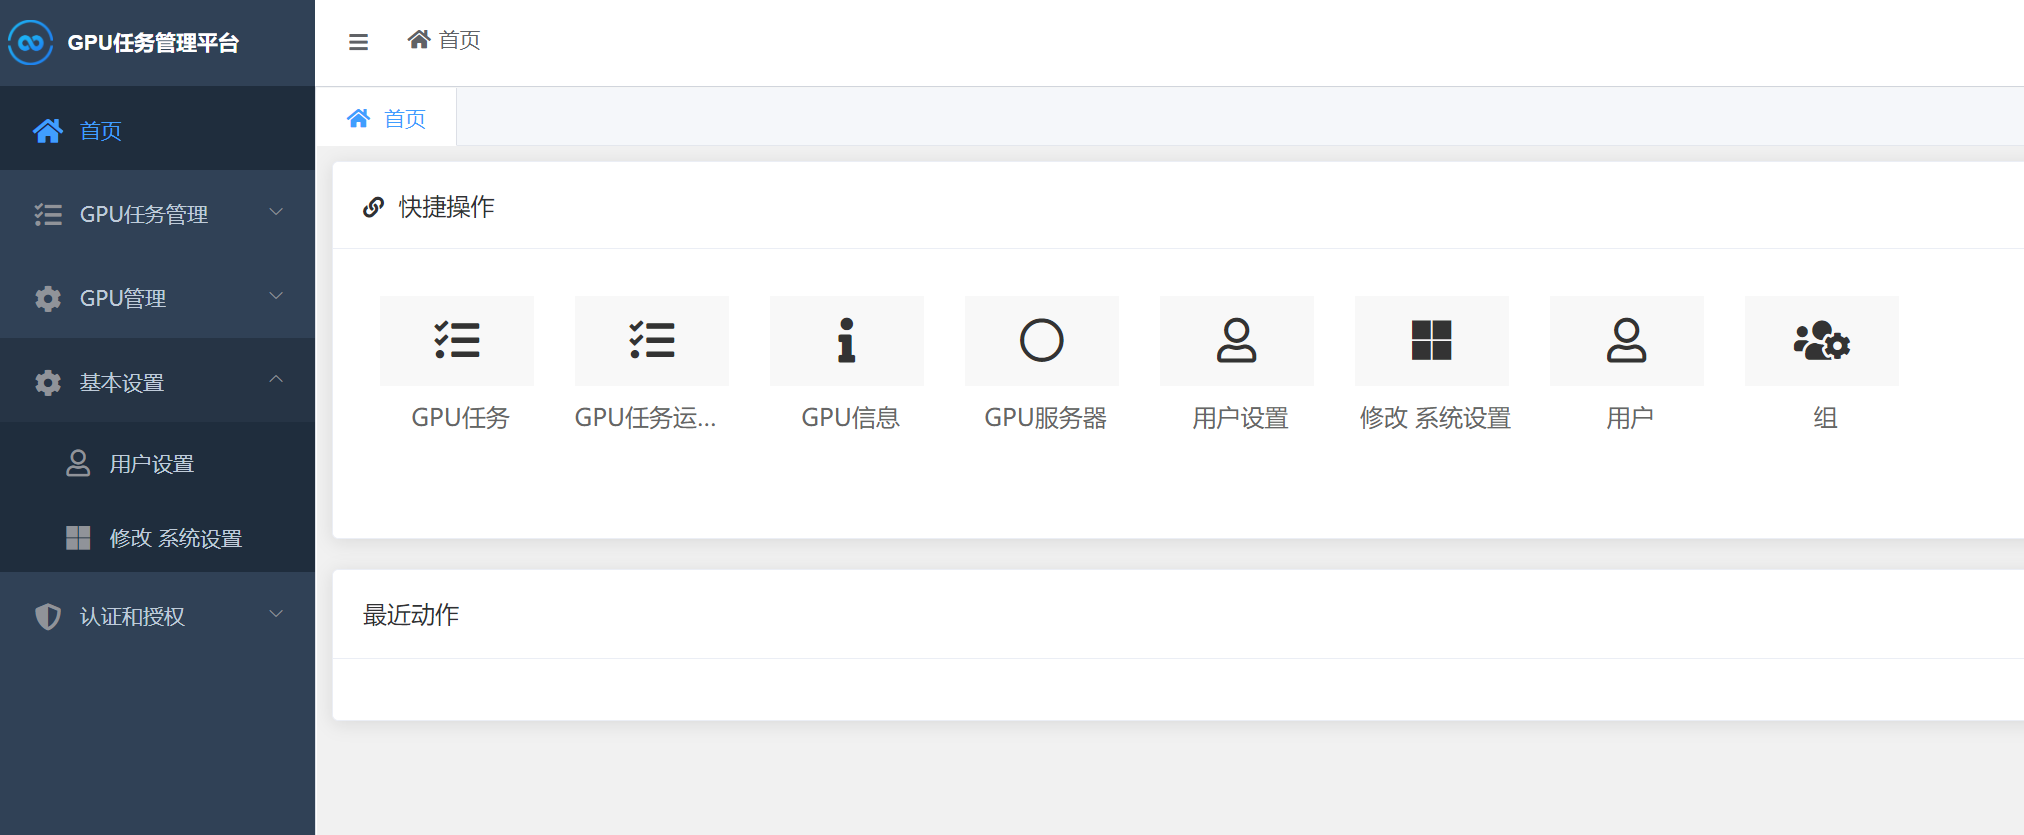 GPU任务管理平台
首页
首页
首页
GPU任务管理
GPU管理
基本设置
用户设置
修改 系统设置
认证和授权
快捷操作
GPU任务
GPU任务运...
GPU信息
GPU服务器
用户设置
修改 系统设置
用户
组
最近动作